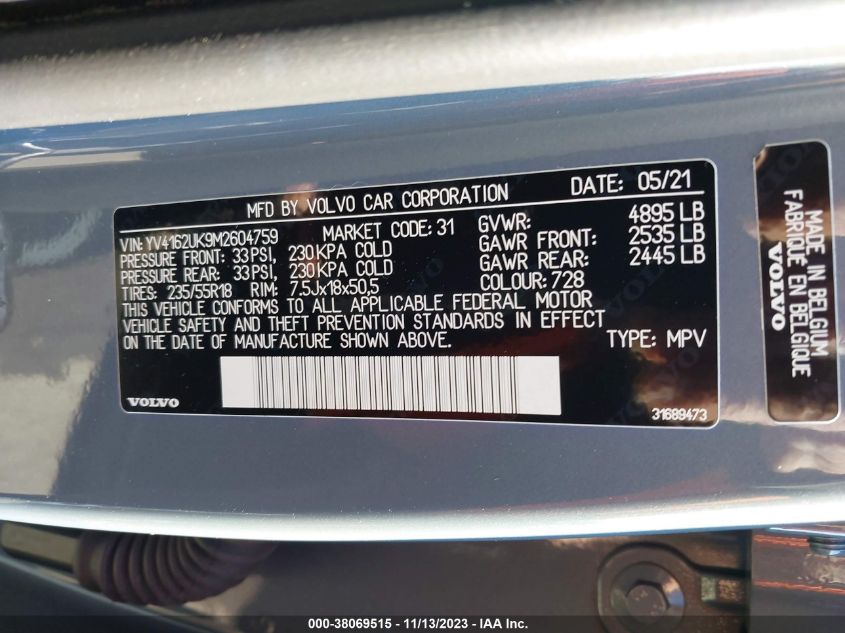 MFD BY VOLVO CAR CORPORATION DATE: 05/21
VIN: YV4162UK9M2604759 MARKET CODE: 31 GVWR: 4895 LB
PRESSURE FRONT: 33 PSI, 230 KPA COLD GAWR FRONT: 2535 LB
PRESSURE REAR: 33 PSI, 230 KPA COLD GAWR REAR: 2445 LB
TIRES: 235/55R18 RIM: 7.5Jx18x50,5 COLOUR: 728
THIS VEHICLE CONFORMS TO ALL APPLICABLE FEDERAL MOTOR
VEHICLE SAFETY AND THEFT PREVENTION STANDARDS IN EFFECT
ON THE DATE OF MANUFACTURE SHOWN ABOVE. TYPE: MPV
VOLVO 31689473
MADE IN BELGIUM
FABRIQUÉ EN BELGIQUE
VOLVO
000-38069515 - 11/13/2023 - IAA Inc.